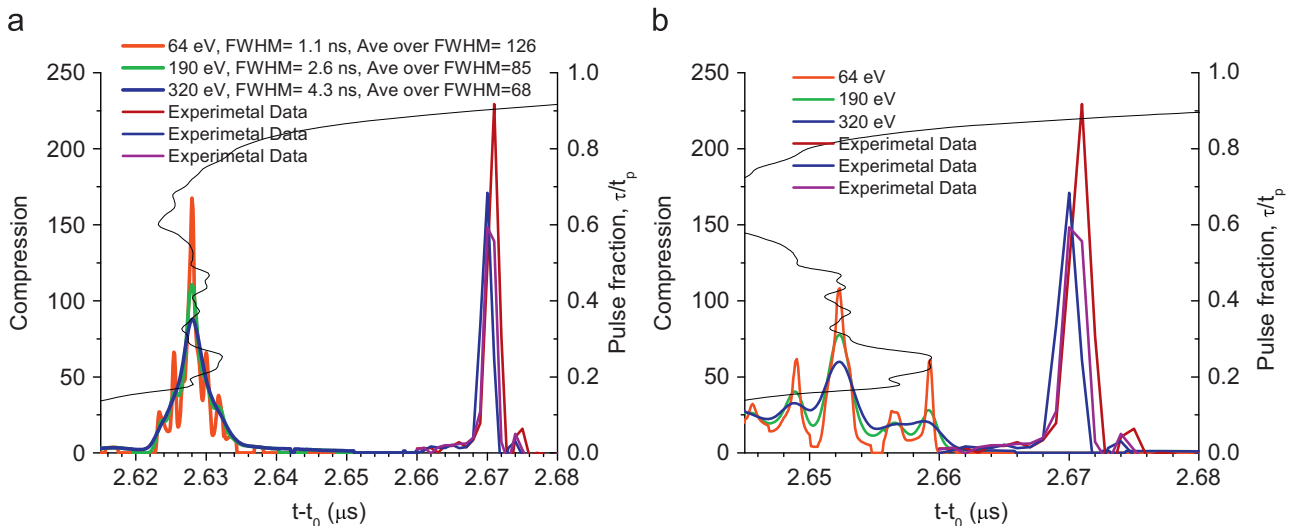 a
64 eV, FWHM= 1.1 ns, Ave over FWHM= 126
190 eV, FWHM= 2.6 ns, Ave over FWHM=85
320 eV, FWHM= 4.3 ns, Ave over FWHM=68
Experimetal Data
Experimetal Data
Experimetal Data
250
200
150
100
50
0
Compression
1.0
0.8
0.6
0.4
0.2
0.0
Pulse fraction, τ/tp
2.62 2.63 2.64 2.65 2.66 2.67 2.68
t-t0 (μs)
b
64 eV
190 eV
320 eV
Experimetal Data
Experimetal Data
Experimetal Data
250
200
150
100
50
0
Compression
1.0
0.8
0.6
0.4
0.2
0.0
Pulse fraction, τ/tp
2.65 2.66 2.67 2.68
t-t0 (μs)